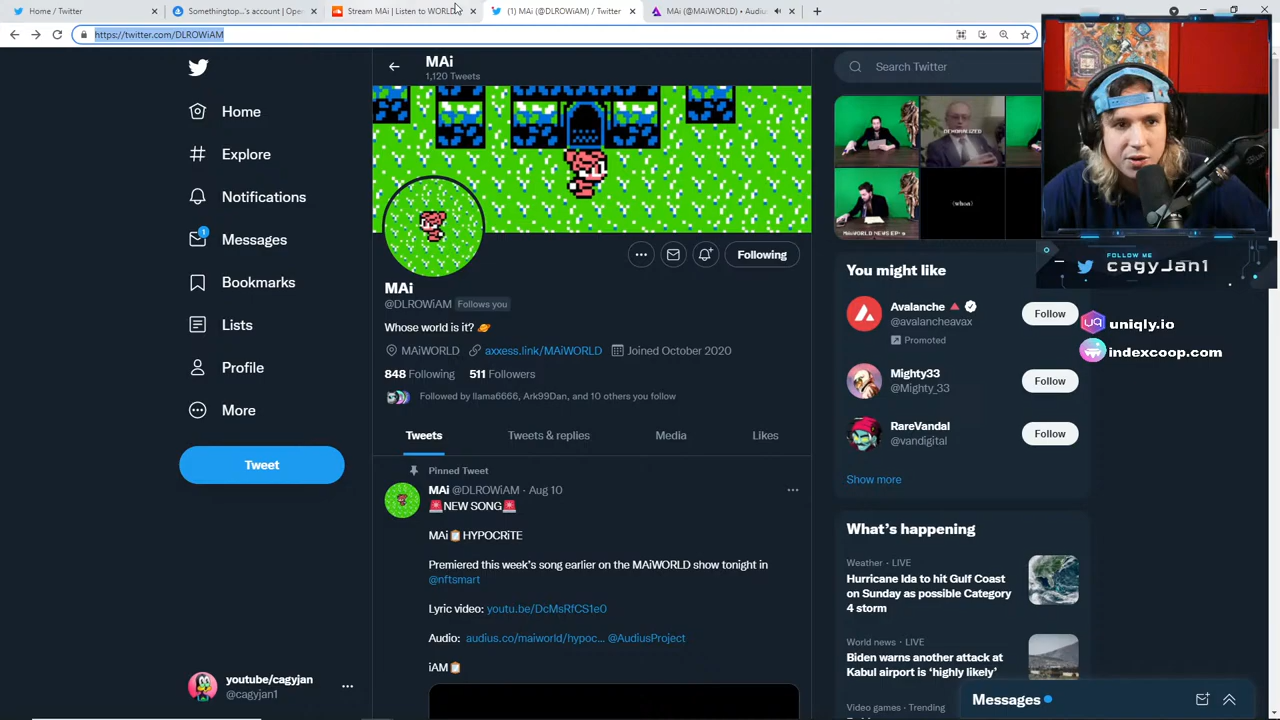 Home / Twitter
Somethingtop...'s account | Ope
Stream MAi | Listen to WORLD
(1) MAi (@DLROWiAM) / Twitter
MAi (@MAiWORLD) • Audiu
https://twitter.com/DLROWiAM
MAi
1,120 Tweets
Search Twitter
Home
Explore
Notifications
1
Messages
Bookmarks
Lists
Profile
More
Tweet
youtube/cagyjan
@cagyjan1
Following
MAi
@DLROWiAM Follows you
Whose world is it? 🪐
MAiWORLD axxess.link/MAiWORLD Joined October 2020
848 Following 511 Followers
Followed by llama6666, Ark99Dan, and 10 others you follow
Tweets Tweets & replies Media Likes
Pinned Tweet
MAi @DLROWiAM · Aug 10
🚨NEW SONG🚨
MAi📋HYPOCRiTE
Premiered this week's song earlier on the MAiWORLD show tonight in
@nftsmart
Lyric video: youtu.be/DcMsRfCS1e0
Audio: audius.co/maiworld/hypoc... @AudiusProject
iAM📋
DEMORALIZED
(whoa)
MAiWORLD NEWS EP: 9
FOLLOW ME
cagyJan1
uniqly.io
indexcoop.com
You might like
Avalanche
@avalancheavax
Promoted
Follow
Mighty33
@Mighty_33
Follow
RareVandal
@vandigital
Follow
Show more
What's happening
Weather · LIVE
Hurricane Ida to hit Gulf Coast
on Sunday as possible Category
4 storm
World news · LIVE
Biden warns another attack at
Kabul airport is 'highly likely'
Video games · Trending
Messages